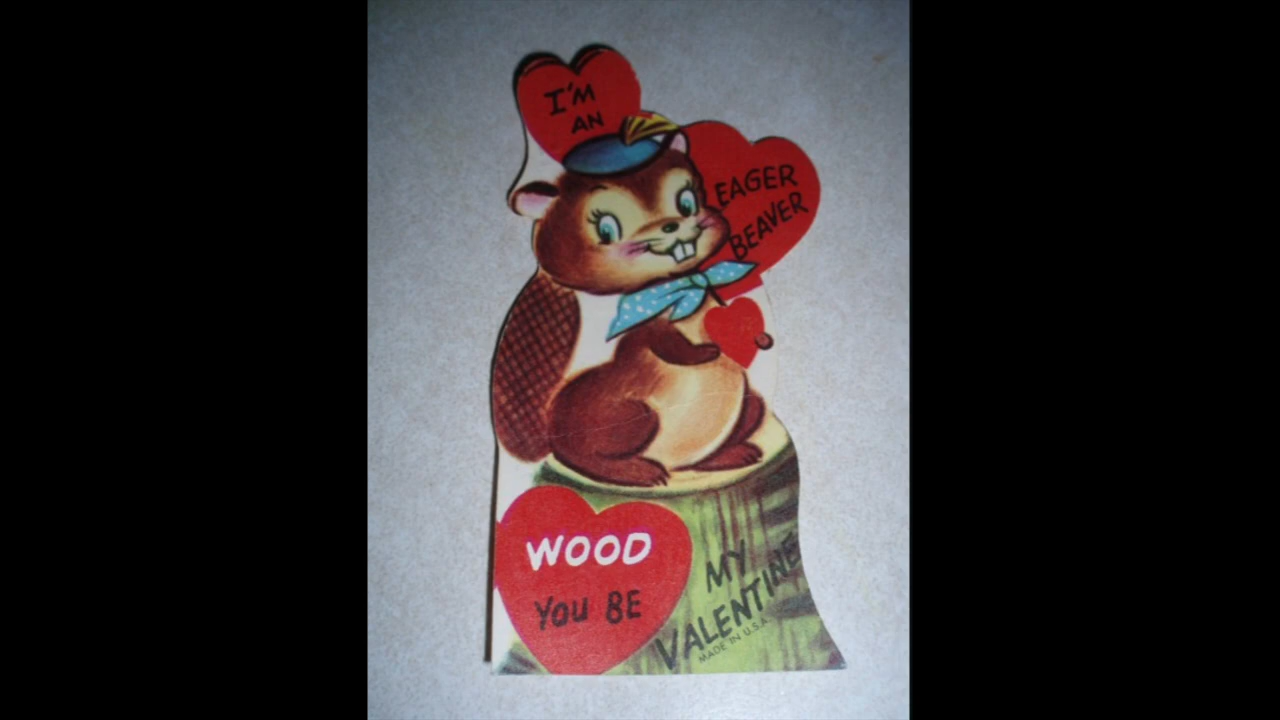 I'M
AN
EAGER
BEAVER
WOOD
YOU BE
MY
VALENTINE
MADE IN U.S.A.